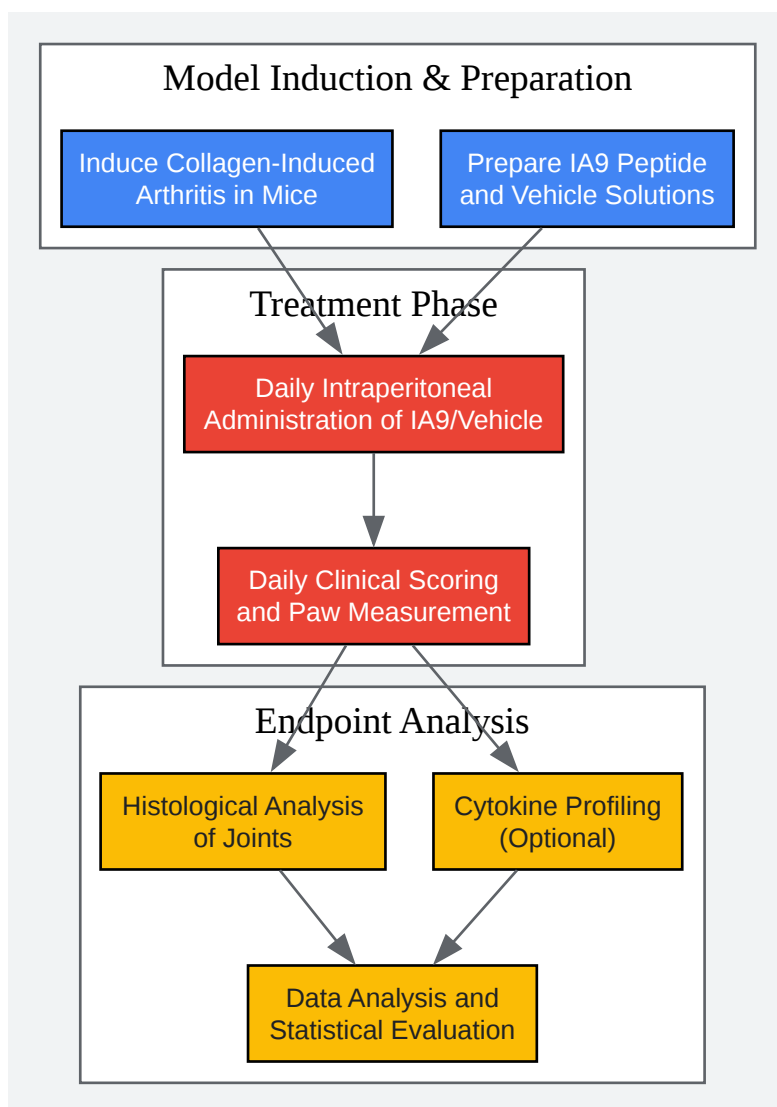 Model Induction & Preparation
Induce Collagen-Induced
Arthritis in Mice
Prepare IA9 Peptide
and Vehicle Solutions
Treatment Phase
Daily Intraperitoneal
Administration of IA9/Vehicle
Daily Clinical Scoring
and Paw Measurement
Endpoint Analysis
Histological Analysis
of Joints
Cytokine Profiling
(Optional)
Data Analysis and
Statistical Evaluation